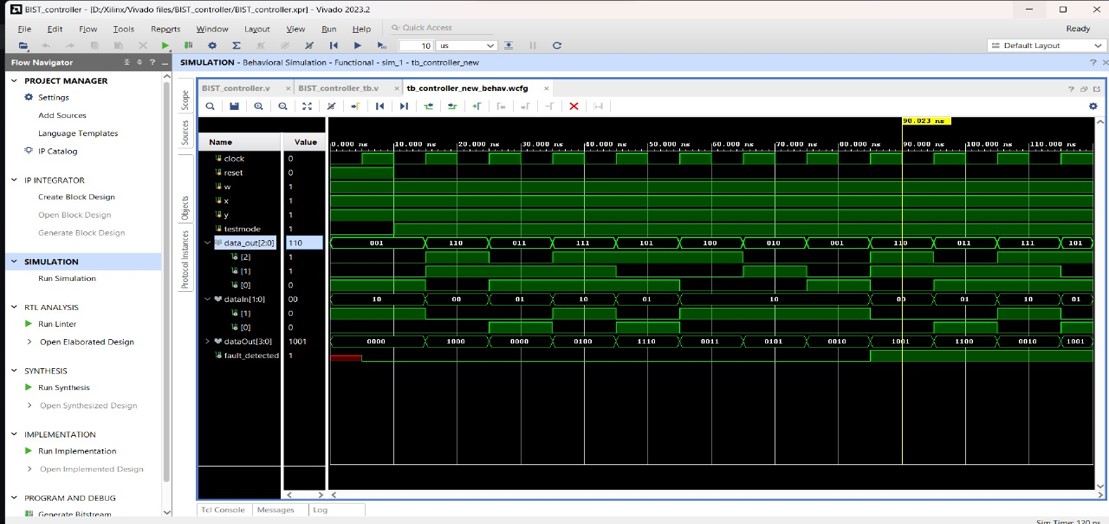 BIST_controller - [D:/Xilinx/Vivado files/BIST_controller/BIST_controller.xpr] - Vivado 2023.2
File Edit Flow Tools Reports Window Layout View Run Help Quick Access Ready
10 us Default Layout
Flow Navigator
SIMULATION - Behavioral Simulation - Functional - sim_1 - tb_controller_new
PROJECT MANAGER
Settings
Add Sources
Language Templates
IP Catalog
IP INTEGRATOR
Create Block Design
Open Block Design
Generate Block Design
SIMULATION
Run Simulation
RTL ANALYSIS
Run Linter
Open Elaborated Design
SYNTHESIS
Run Synthesis
Open Synthesized Design
IMPLEMENTATION
Run Implementation
Open Implemented Design
PROGRAM AND DEBUG
Generate Bitstream
Scope
Sources
Objects
Protocol Instances
BIST_controller.v BIST_controller_tb.v tb_controller_new_behav.wcfg
90.023 ns
Name Value 0.000 ns 10.000 ns 20.000 ns 30.000 ns 40.000 ns 50.000 ns 60.000 ns 70.000 ns 80.000 ns 90.000 ns 100.000 ns 110.000 ns
clock 0
reset 0
w 1
x 1
y 1
testmode 1
data_out[2:0] 110 001 110 011 111 101 100 010 001 110 011 111 101
[2] 1
[1] 1
[0] 0
dataIn[1:0] 00 10 00 01 10 01 10 00 01 10 01
[1] 0
[0] 0
dataOut[3:0] 1001 0000 1000 0000 0100 1110 0011 0101 0010 1001 1100 0010 1001
fault_detected 1
Tcl Console Messages Log
Sim Time: 120 ns